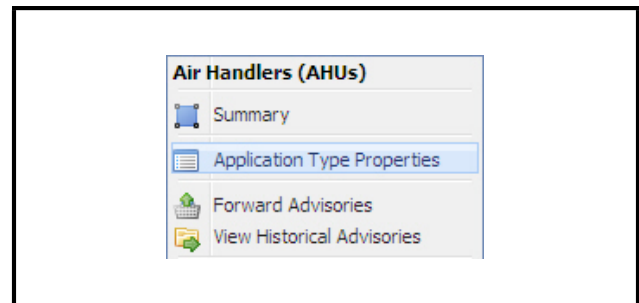 Air Handlers (AHUs)
Summary
Application Type Properties
Forward Advisories
View Historical Advisories